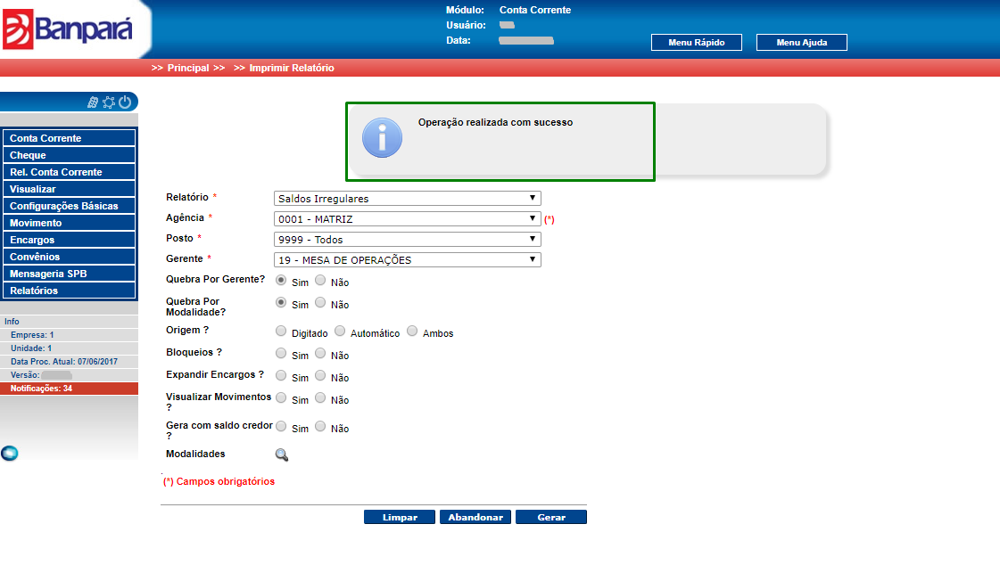 Banpará
Módulo: Conta Corrente
Usuário:
Data:
Menu Rápido Menu Ajuda
>> Principal >> >> Imprimir Relatório
Conta Corrente
Cheque
Rel. Conta Corrente
Visualizar
Configurações Básicas
Movimento
Encargos
Convênios
Mensageria SPB
Relatórios
Info
Empresa: 1
Unidade: 1
Data Proc. Atual: 07/06/2017
Versão:
Notificações: 34
Operação realizada com sucesso
Relatório * Saldos Irregulares
Agência * 0001 - MATRIZ (*)
Posto * 9999 - Todos
Gerente * 19 - MESA DE OPERAÇÕES
Quebra Por Gerente? Sim Não
Quebra Por
Modalidade? Sim Não
Origem ? Digitado Automático Ambos
Bloqueios ? Sim Não
Expandir Encargos ? Sim Não
Visualizar Movimentos
? Sim Não
Gera com saldo credor
? Sim Não
Modalidades
(*) Campos obrigatórios
Limpar Abandonar Gerar